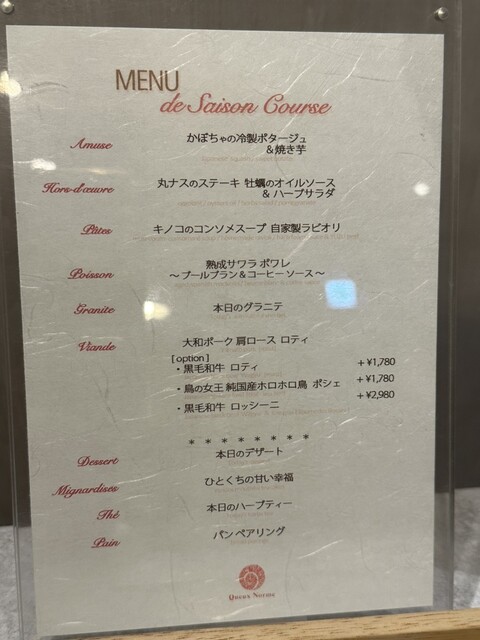 MENU
de Saison Course
Amuse かぼちゃの冷製ポタージュ
&焼き芋
Hors-d'œuvre 丸ナスのステーキ 牡蠣のオイルソース
& ハーブサラダ
Pâtes キノコのコンソメスープ 自家製ラビオリ
Poisson 熟成サワラ ポワレ
～ブールブラン&コーヒーソース～
Granite 本日のグラニテ
Viande 大和ポーク 肩ロース ロティ
[option]
・黒毛和牛 ロティ +¥1,780
・鳥の女王 純国産ホロホロ鳥 ポシェ +¥1,780
・黒毛和牛 ロッシーニ +¥2,980
* * * * * * * *
Dessert 本日のデザート
Mignardises ひとくちの甘い幸福
Thé 本日のハーブティー
Pain パン ペアリング